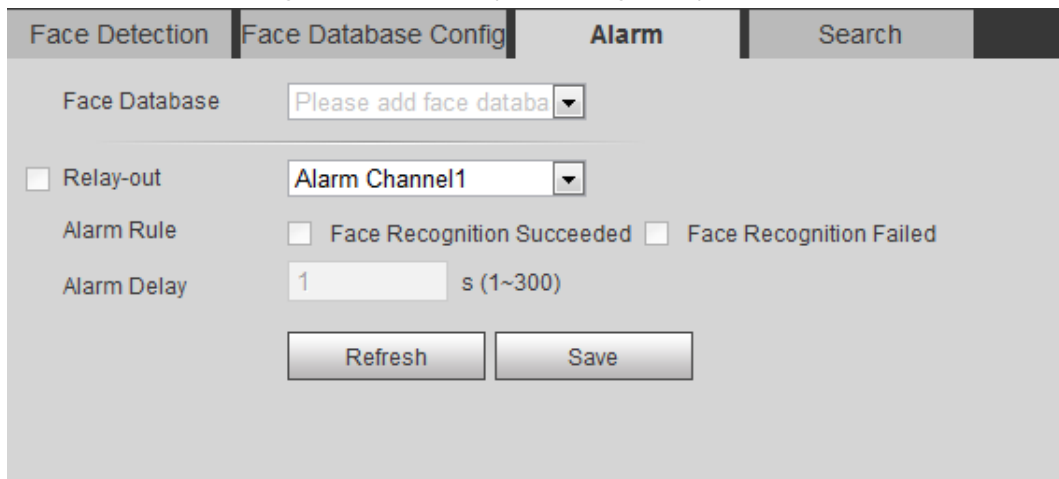 Face Detection Face Database Config Alarm Search
Face Database Please add face databa
Relay-out Alarm Channel1
Alarm Rule Face Recognition Succeeded Face Recognition Failed
Alarm Delay 1 s (1~300)
Refresh Save